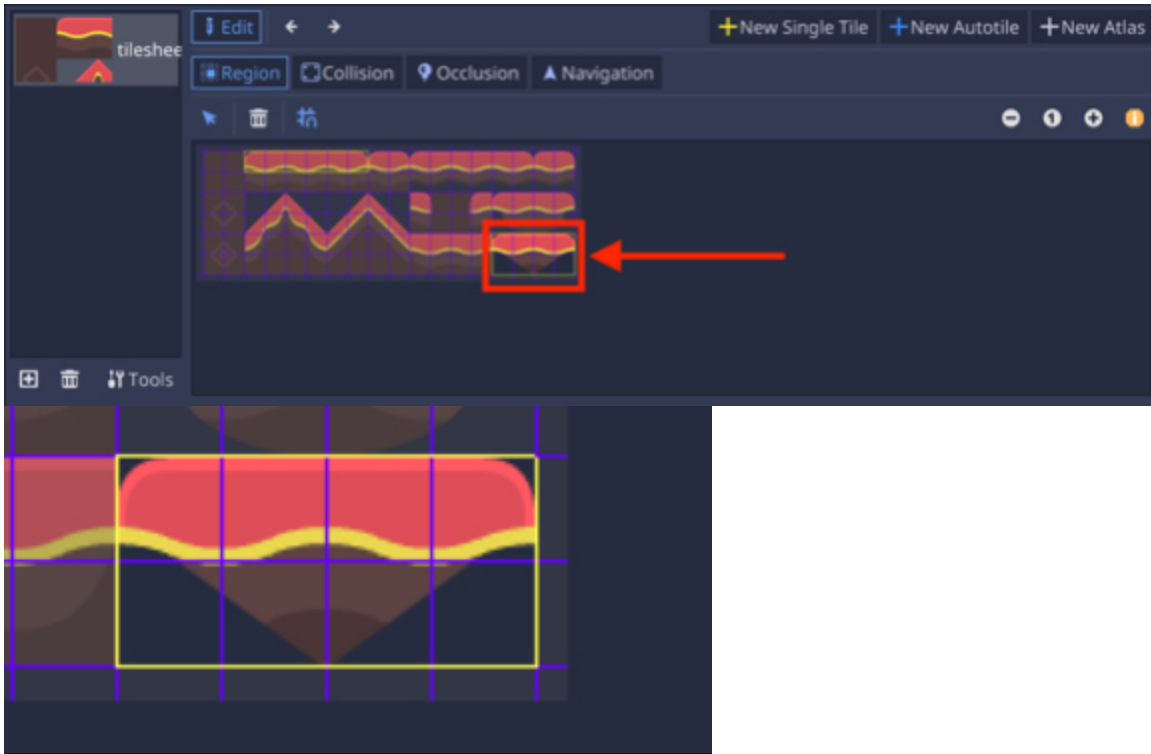 Edit
New Single Tile New Autotile New Atlas
tileshee
Region Collision Occlusion Navigation
Tools